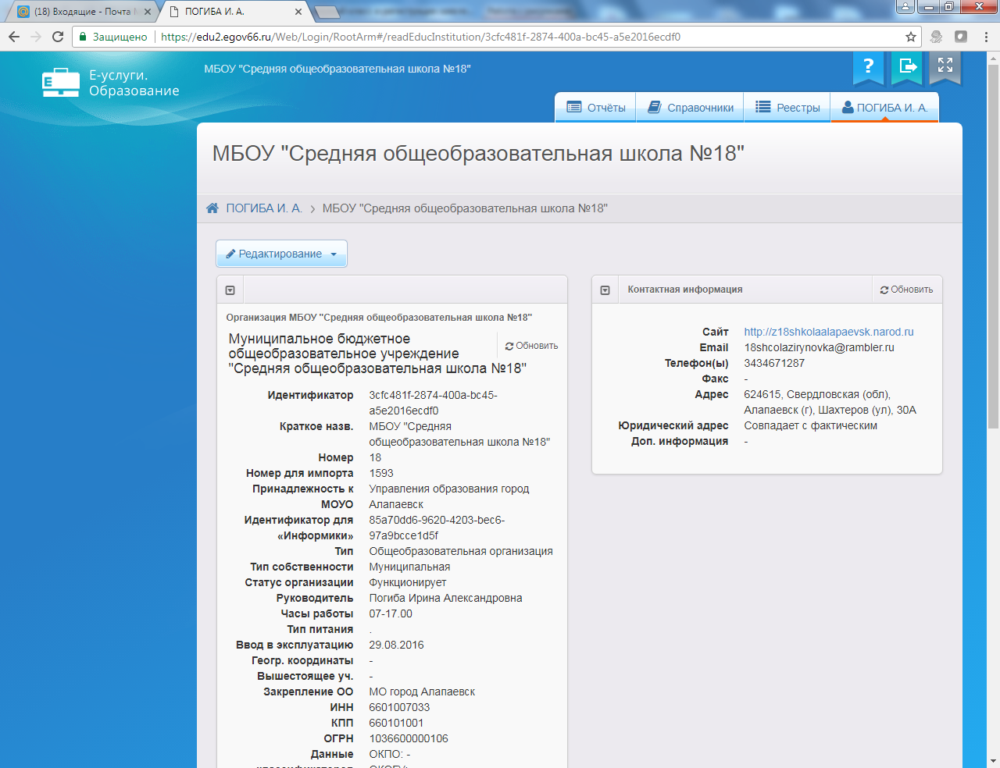 (18) Входящие - Почта
ПОГИБА И. А.
Защищено
https://edu2.egov66.ru/Web/Login/RootArm#/readEducInstitution/3cfc481f-2874-400a-bc45-a5e2016ecdf0
Е-услуги.
Образование
МБОУ "Средняя общеобразовательная школа №18"
?
Отчёты
Справочники
Реестры
ПОГИБА И. А.
МБОУ "Средняя общеобразовательная школа №18"
ПОГИБА И. А. > МБОУ "Средняя общеобразовательная школа №18"
Редактирование
Организация МБОУ "Средняя общеобразовательная школа №18"
Муниципальное бюджетное
общеобразовательное учреждение
"Средняя общеобразовательная школа №18"
Обновить
Идентификатор 3cfc481f-2874-400a-bc45-
a5e2016ecdf0
Краткое назв. МБОУ "Средняя
общеобразовательная школа №18"
Номер 18
Номер для импорта 1593
Принадлежность к Управления образования город
МОУО Алапаевск
Идентификатор для 85a70dd6-9620-4203-bec6-
«Информики» 97a9bcce1d5f
Тип Общеобразовательная организация
Тип собственности Муниципальная
Статус организации Функционирует
Руководитель Погиба Ирина Александровна
Часы работы 07-17.00
Тип питания .
Ввод в эксплуатацию 29.08.2016
Геогр. координаты -
Вышестоящее уч. -
Закрепление ОО МО город Алапаевск
ИНН 6601007033
КПП 660101001
ОГРН 1036600000106
Данные ОКПО: -
Контактная информация
Обновить
Сайт http://z18shkolaalapaevsk.narod.ru
Email 18shcolazirynovka@rambler.ru
Телефон(ы) 3434671287
Факс -
Адрес 624615, Свердловская (обл),
Алапаевск (г), Шахтеров (ул), 30А
Юридический адрес Совпадает с фактическим
Доп. информация -